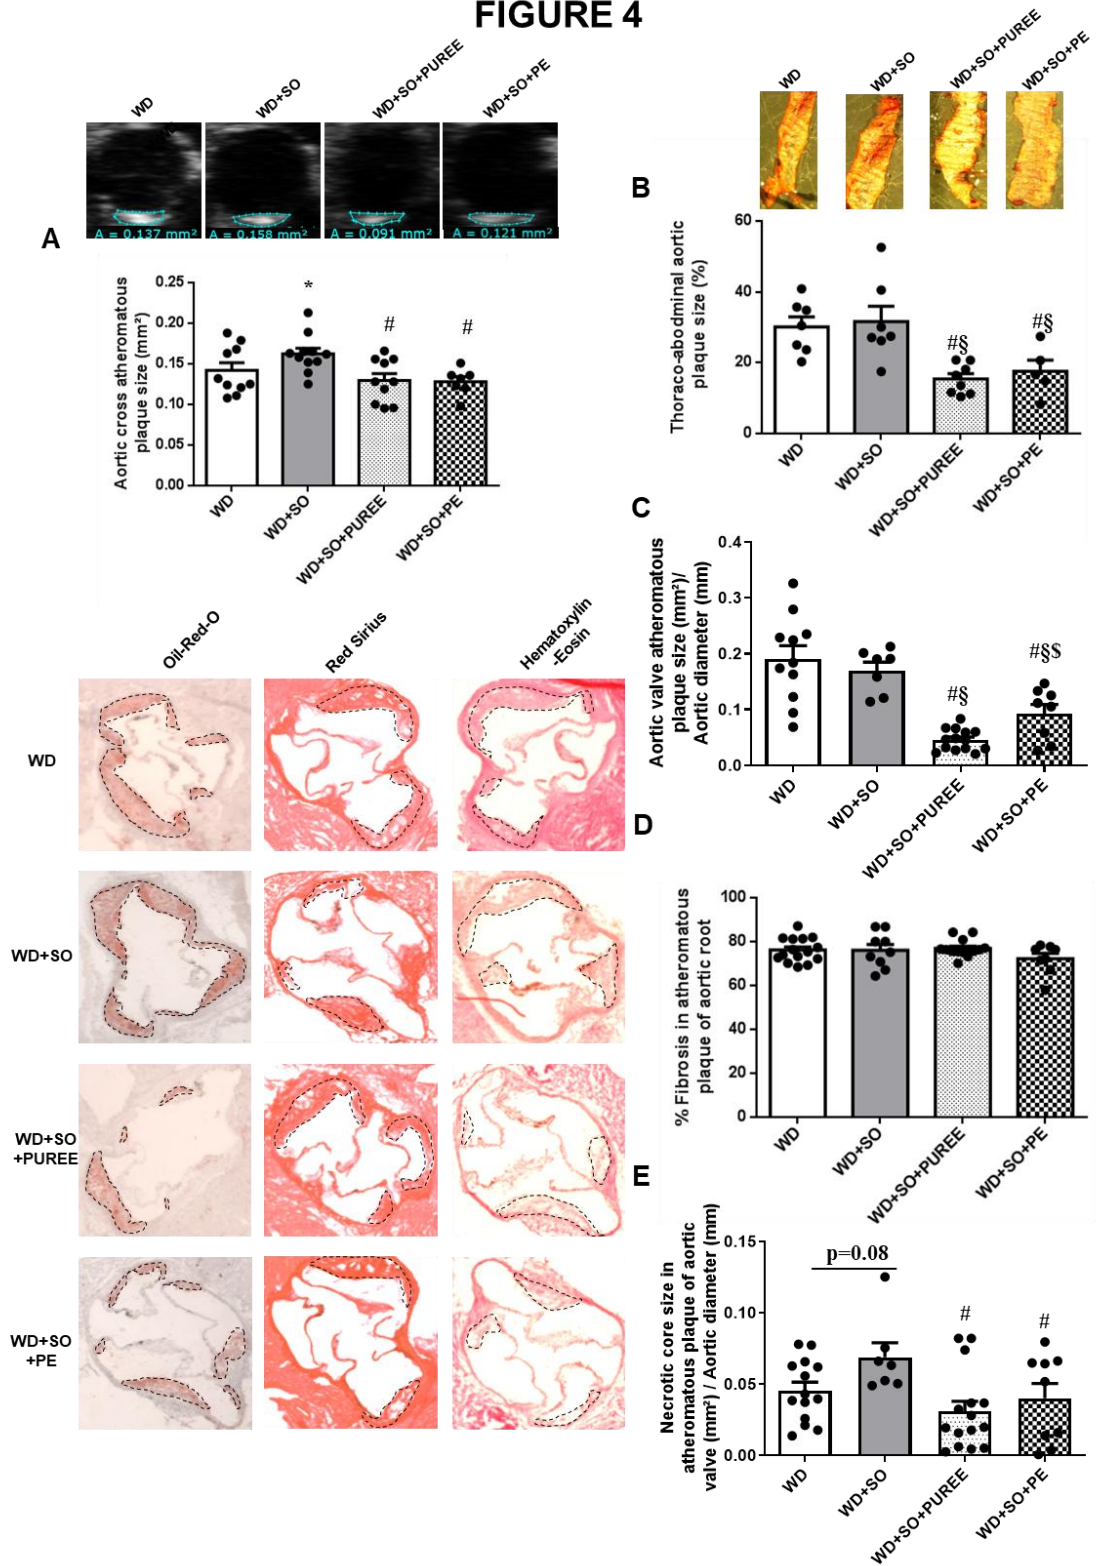 FIGURE 4
WD
WD+SO
WD+SO+PUREE
WD+SO+PE
A = 0.137 mm²
A = 0.158 mm²
A = 0.091 mm²
A = 0.121 mm²
A
Aortic cross atheromatous
plaque size (mm²)
0.25
0.20
0.15
0.10
0.05
0.00
*
#
#
WD
WD+SO
WD+SO+PUREE
WD+SO+PE
WD
WD+SO
WD+SO+PUREE
WD+SO+PE
B
Thoraco-abodminal aortic
plaque size (%)
60
40
20
0
#§
#§
WD
WD+SO
WD+SO+PUREE
WD+SO+PE
C
Aortic valve atheromatous
plaque size (mm²)/
Aortic diameter (mm)
0.4
0.3
0.2
0.1
0.0
#§
#§$
WD
WD+SO
WD+SO+PUREE
WD+SO+PE
Oil-Red-O
Red Sirius
Hematoxylin
-Eosin
WD
WD+SO
WD+SO
+PUREE
WD+SO
+PE
D
% Fibrosis in atheromatous
plaque of aortic root
100
80
60
40
20
0
WD
WD+SO
WD+SO+PUREE
WD+SO+PE
E
Necrotic core size in
atheromatous plaque of aortic
valve (mm²) / Aortic diameter (mm)
0.15
0.10
0.05
0.00
p=0.08
#
#
WD
WD+SO
WD+SO+PUREE
WD+SO+PE